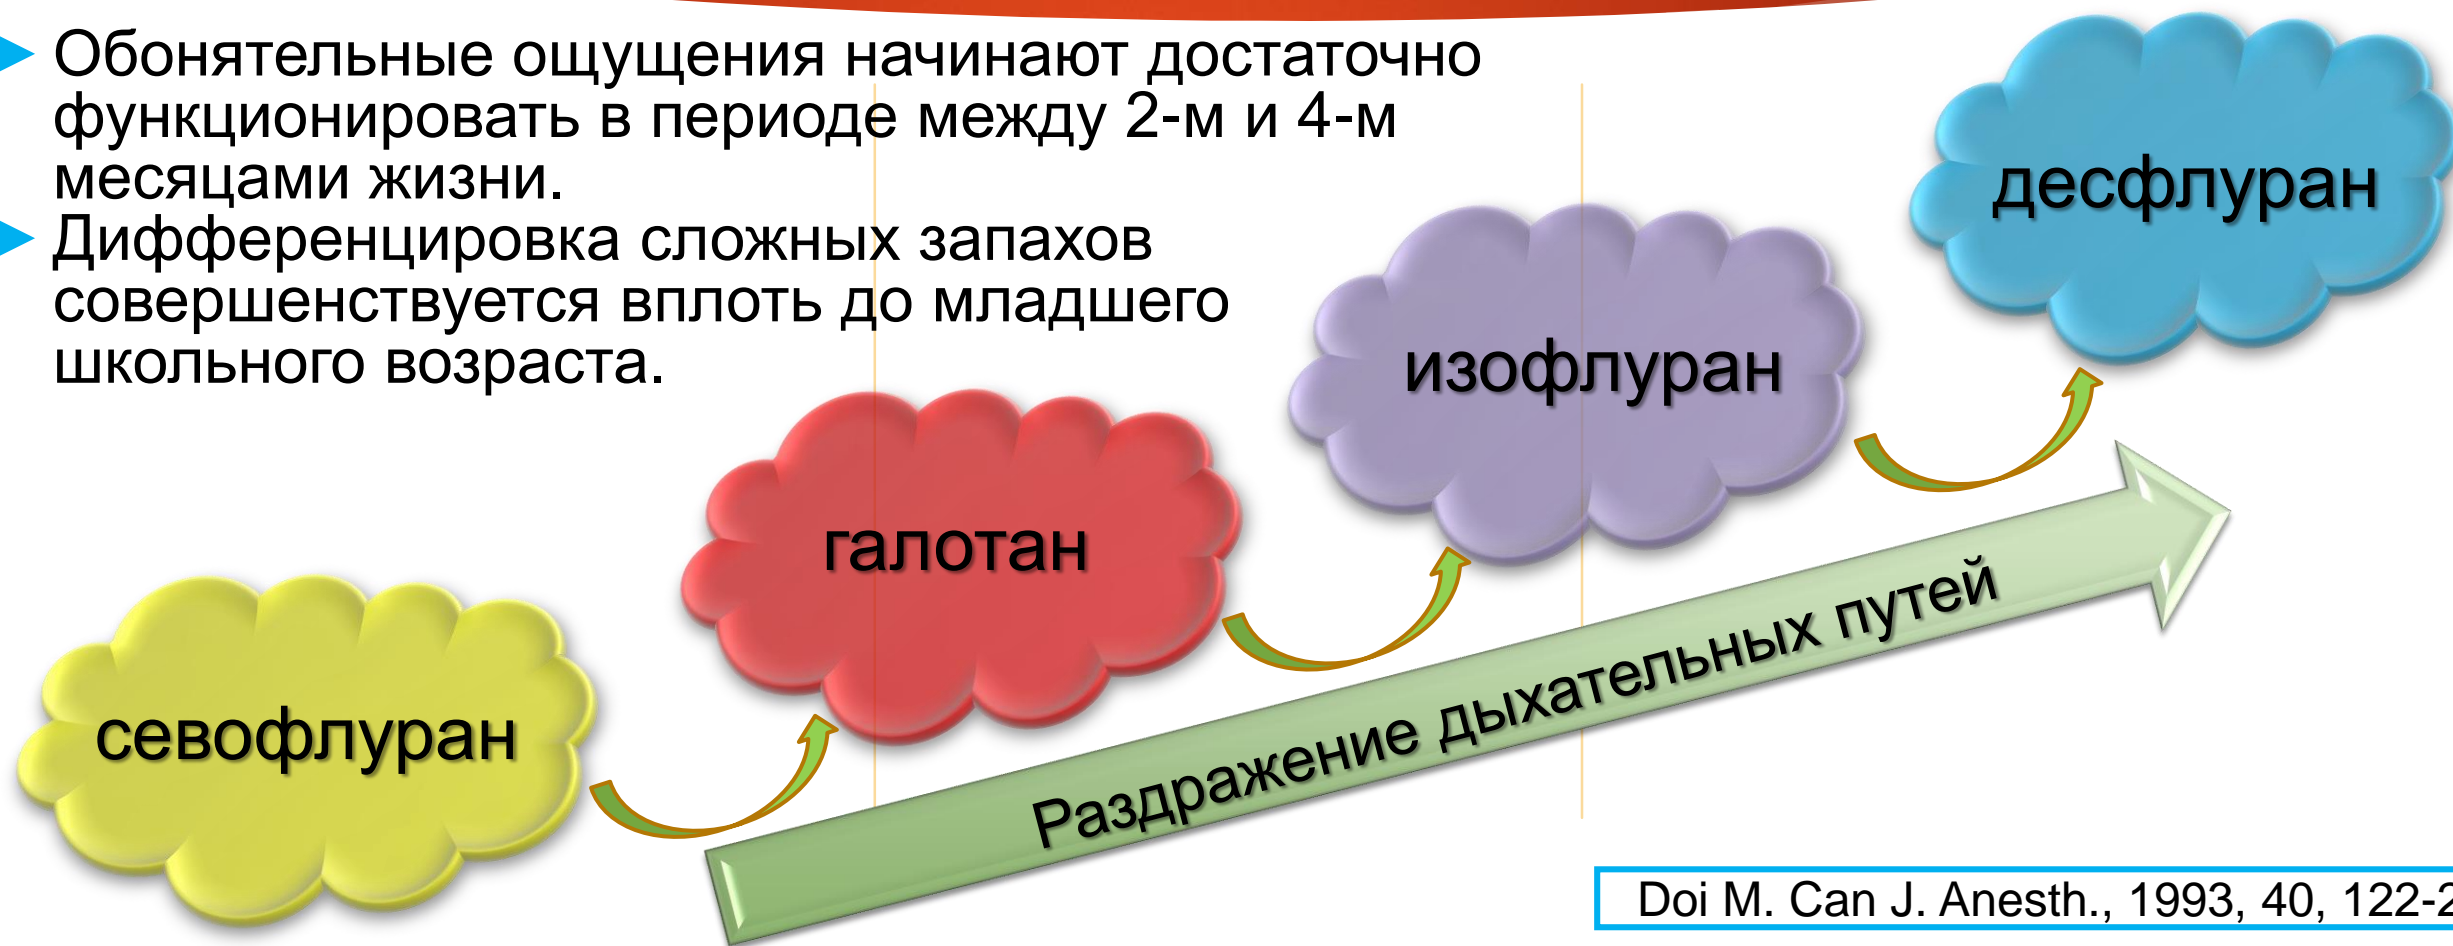 Обонятельные ощущения начинают достаточно
функционировать в периоде между 2-м и 4-м
месяцами жизни.
Дифференцировка сложных запахов
совершенствуется вплоть до младшего
школьного возраста.
десфлуран
изофлуран
галотан
севофлуран
Раздражение дыхательных путей
Doi M. Can J. Anesth., 1993, 40, 122-2